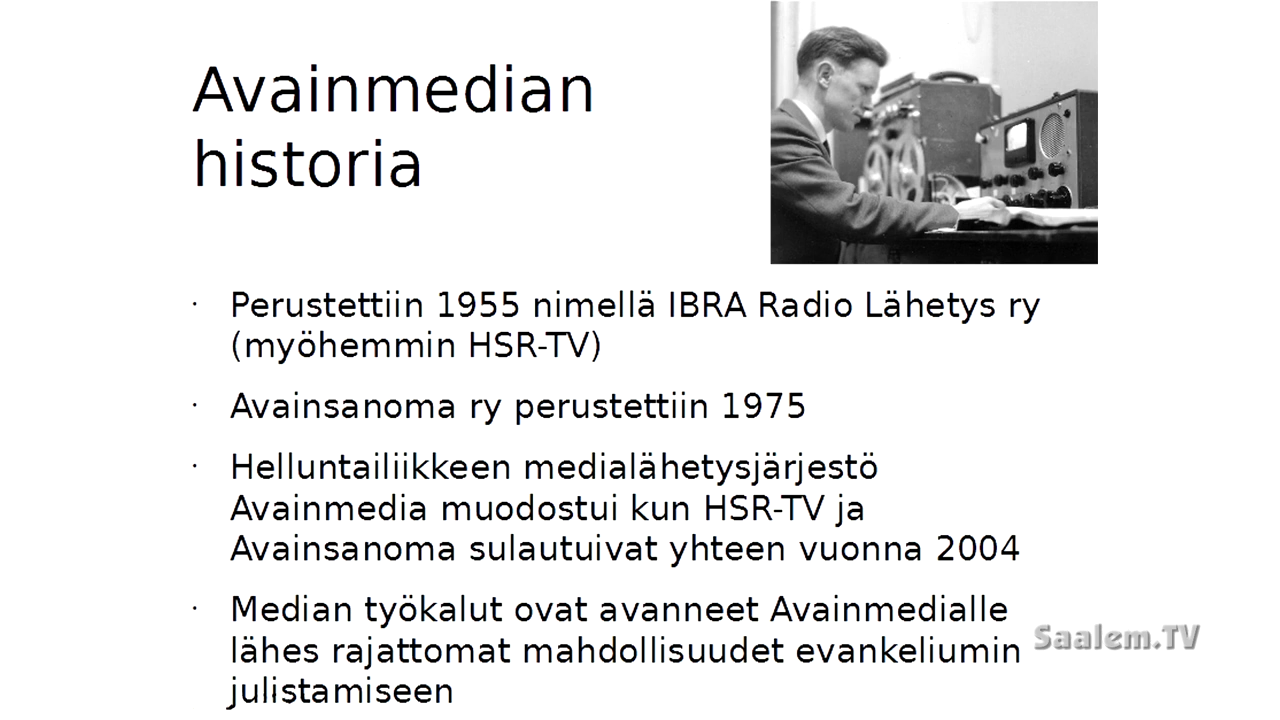 Avainmedian
historia
· Perustettiin 1955 nimellä IBRA Radio Lähetys ry
(myöhemmin HSR-TV)
· Avainsanoma ry perustettiin 1975
· Helluntailiikkeen medialähetysjärjestö
Avainmedia muodostui kun HSR-TV ja
Avainsanoma sulautuivat yhteen vuonna 2004
· Median työkalut ovat avanneet Avainmedialle
lähes rajattomat mahdollisuudet evankeliumin
julistamiseen
Saalem.TV